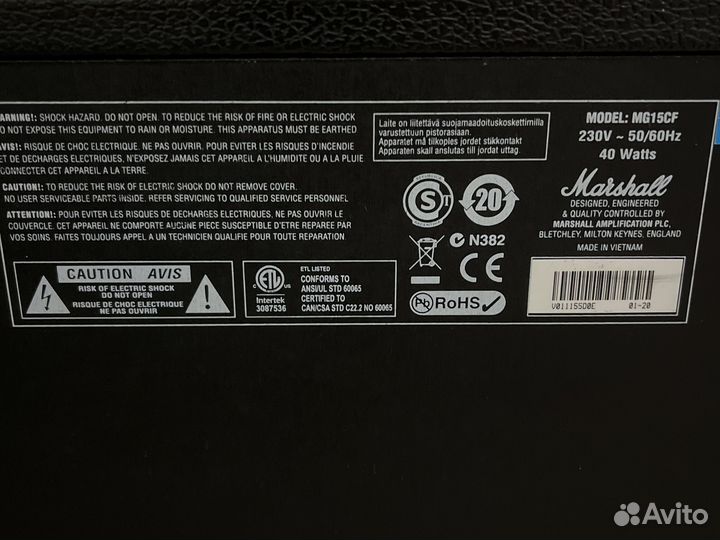 WARNING!: SHOCK HAZARD. DO NOT OPEN. TO REDUCE THE RISK OF FIRE OR ELECTRIC SHOCK
DO NOT EXPOSE THIS EQUIPMENT TO RAIN OR MOISTURE. THIS APPARATUS MUST BE EARTHED
AVIS!: RISQUE DE CHOC ELECTRIQUE. NE PAS OUVRIR. POUR EVITER LES RISQUES D'INCENDIE
ET DE DECHARGES ELECTRIQUES, N'EXPOSEZ JAMAIS CET APPAREIL A L'HUMIDITE OU A LA PLUIE
CONNECTER CET APPAREIL A LA TERRE.
CAUTION!: TO REDUCE THE RISK OF ELECTRIC SHOCK DO NOT REMOVE COVER.
NO USER SERVICEABLE PARTS INSIDE. REFER SERVICING TO QUALIFIED SERVICE PERSONNEL
ATTENTION!: POUR EVITER LES RISQUES DE DECHARGES ELECTRIQUES, NE PAS OUVRIR LE
COUVERCLE. CET APPAREIL NE COMPORTE AUCUNE PIECE SUSCEPTIBLE D'ETRE REPAREE PAR
VOS SOINS. FAITES TOUJOURS APPEL A UN TECHNICIEN QUALIFIE POUR TOUTE REPARATION.
CAUTION AVIS
RISK OF ELECTRIC SHOCK
DO NOT OPEN
RISQUE DE CHOC ELECTRIQUE
NE PAS OUVRIR
ETL LISTED
CONFORMS TO
ANSI/UL STD 60065
CERTIFIED TO
CAN/CSA STD C22.2 NO 60065
ETL
C US
Intertek
3087536
Laite on liitettävä suojamaadoituskoskettimilla
varustettuun pistorasiaan.
Apparatet må tilkoples jordet stikkontakt
Apparaten skall anslutas till jordat uttag.
S
20
N382
CE
Pb RoHS
MODEL: MG15CF
230V ~ 50/60Hz
40 Watts
Marshall
DESIGNED, ENGINEERED
& QUALITY CONTROLLED BY
MARSHALL AMPLIFICATION PLC,
BLETCHLEY, MILTON KEYNES, ENGLAND
MADE IN VIETNAM
V011155D0E 01-20
Avito